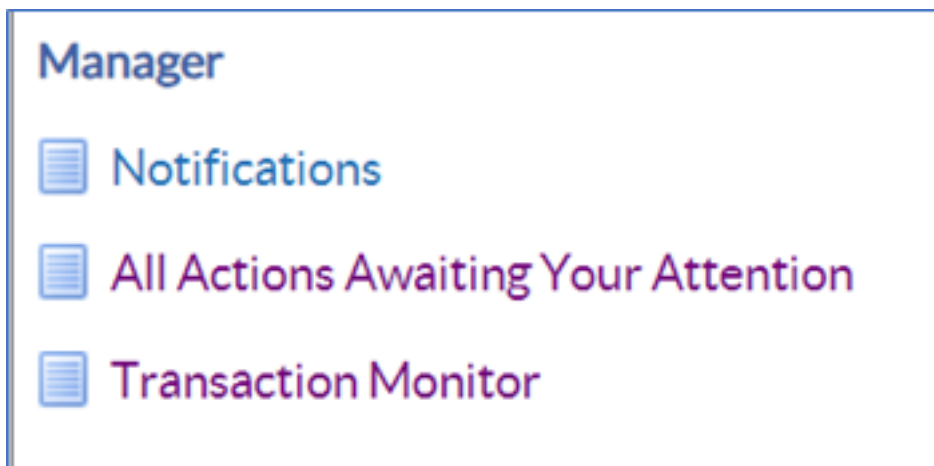 Manager
Notifications
All Actions Awaiting Your Attention
Transaction Monitor